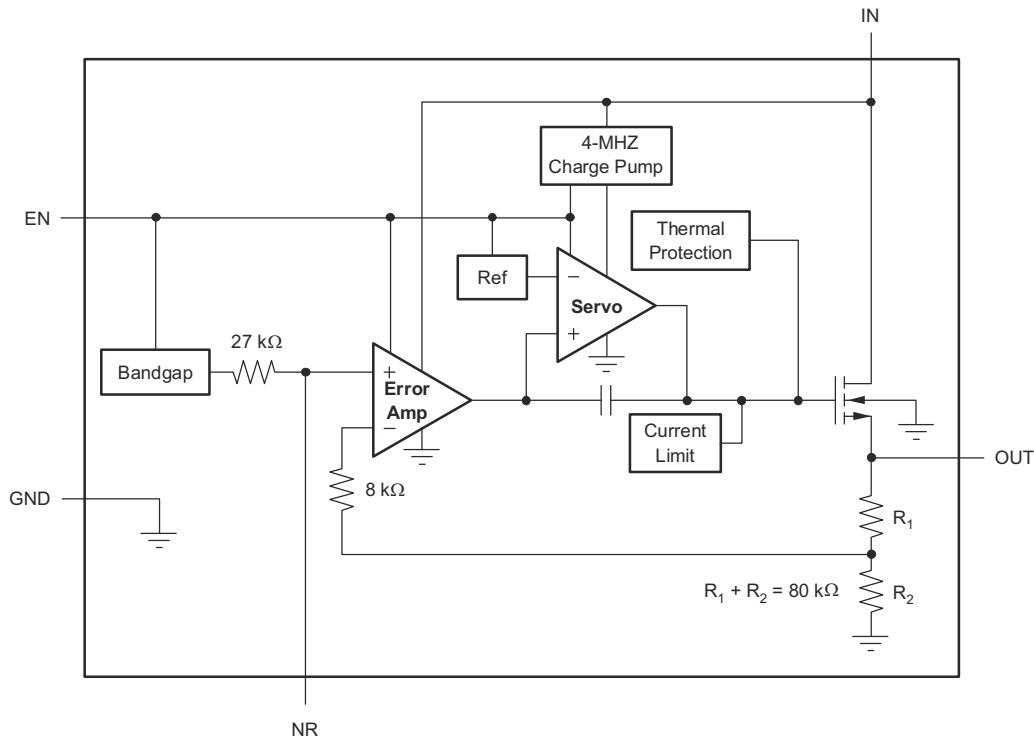 IN
4-MHZ
Charge Pump
EN
Thermal
Protection
Ref
−
Servo
+
27 kΩ
Bandgap
+
Error
Amp
−
Current
Limit
OUT
8 kΩ
GND
R1
R1 + R2 = 80 kΩ
R2
NR